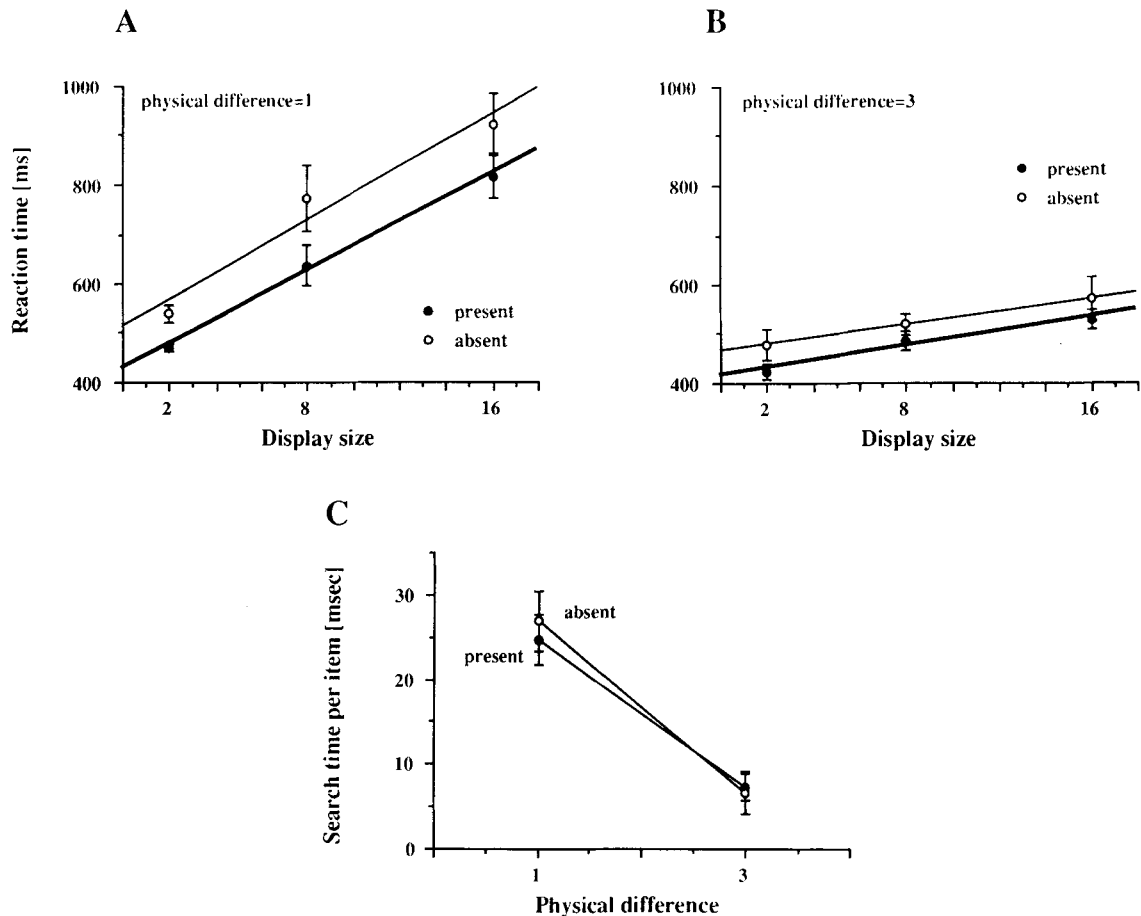 A
physical difference=1
Reaction time [ms]
1000
800
600
400
present
absent
2 8 16
Display size
B
physical difference=3
1000
800
600
400
present
absent
2 8 16
Display size
C
Search time per item [msec]
30
20
10
0
absent
present
1 3
Physical difference